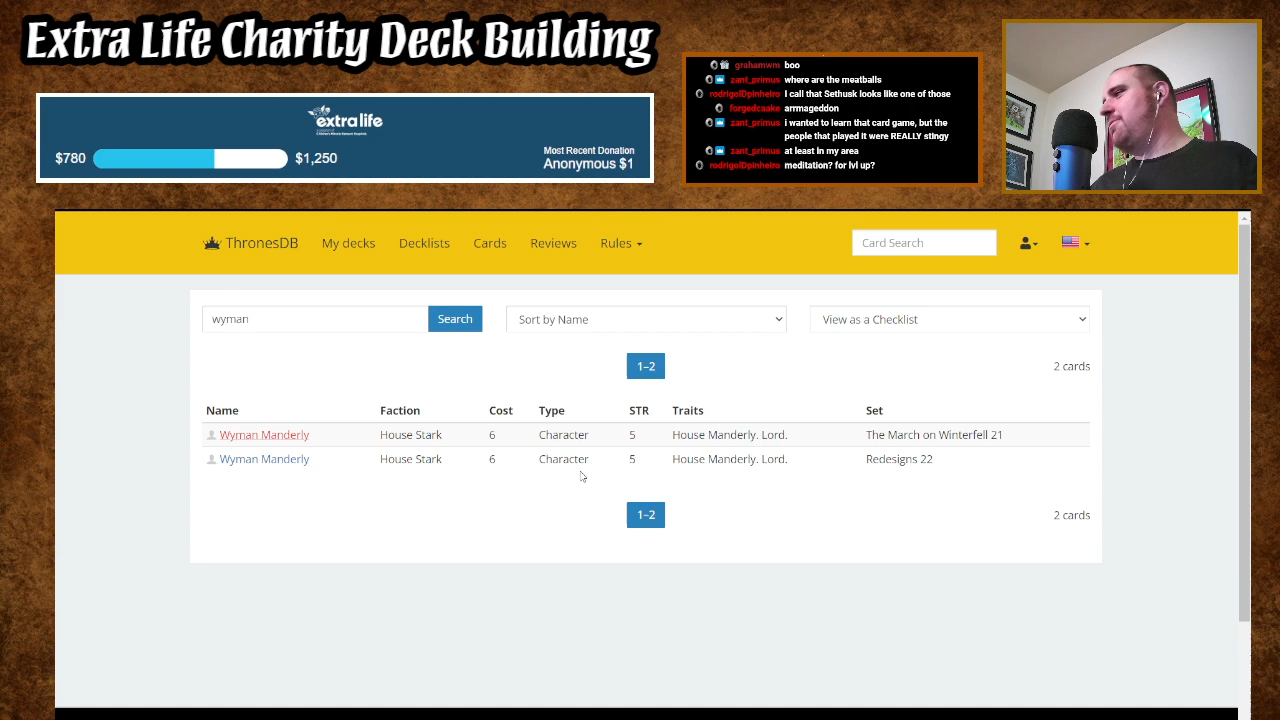 Extra Life Charity Deck Building
extra life
$780
$1,250
Most Recent Donation
Anonymous $1
grahamwm boo
zant_primus where are the meatballs
rodrigolDpinheiro I call that Sethusk looks like one of those
forgedcaake arrmageddon
zant_primus i wanted to learn that card game, but the
people that played it were REALLY stingy
zant_primus at least in my area
rodrigolDpinheiro meditation? for lvl up?
ThronesDB My decks Decklists Cards Reviews Rules Card Search
wyman Search Sort by Name View as a Checklist
1–2 2 cards
Name Faction Cost Type STR Traits Set
Wyman Manderly House Stark 6 Character 5 House Manderly. Lord. The March on Winterfell 21
Wyman Manderly House Stark 6 Character 5 House Manderly. Lord. Redesigns 22
1–2 2 cards